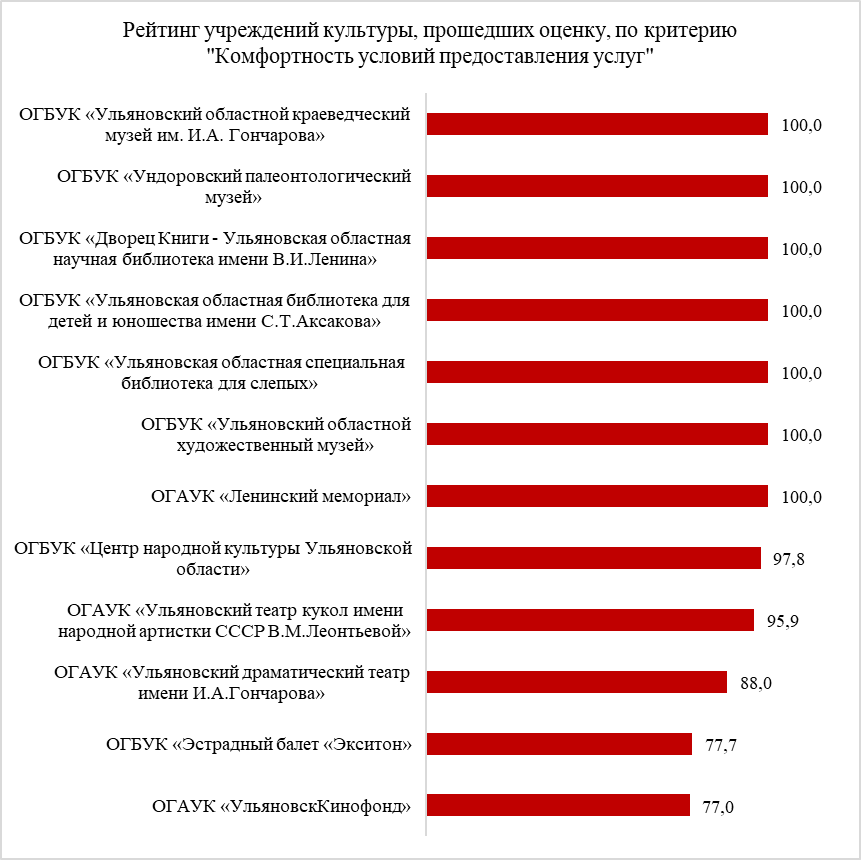 Рейтинг учреждений культуры, прошедших оценку, по критерию
"Комфортность условий предоставления услуг"
ОГБУК «Ульяновский областной краеведческий
музей им. И.А. Гончарова»
100,0
ОГБУК «Ундоровский палеонтологический
музей»
100,0
ОГБУК «Дворец Книги - Ульяновская областная
научная библиотека имени В.И.Ленина»
100,0
ОГБУК «Ульяновская областная библиотека для
детей и юношества имени С.Т.Аксакова»
100,0
ОГБУК «Ульяновская областная специальная
библиотека для слепых»
100,0
ОГБУК «Ульяновский областной
художественный музей»
100,0
ОГАУК «Ленинский мемориал»
100,0
ОГБУК «Центр народной культуры Ульяновской
области»
97,8
ОГАУК «Ульяновский театр кукол имени
народной артистки СССР В.М.Леонтьевой»
95,9
ОГАУК «Ульяновский драматический театр
имени И.А.Гончарова»
88,0
ОГБУК «Эстрадный балет «Экситон»
77,7
ОГАУК «УльяновскКинофонд»
77,0